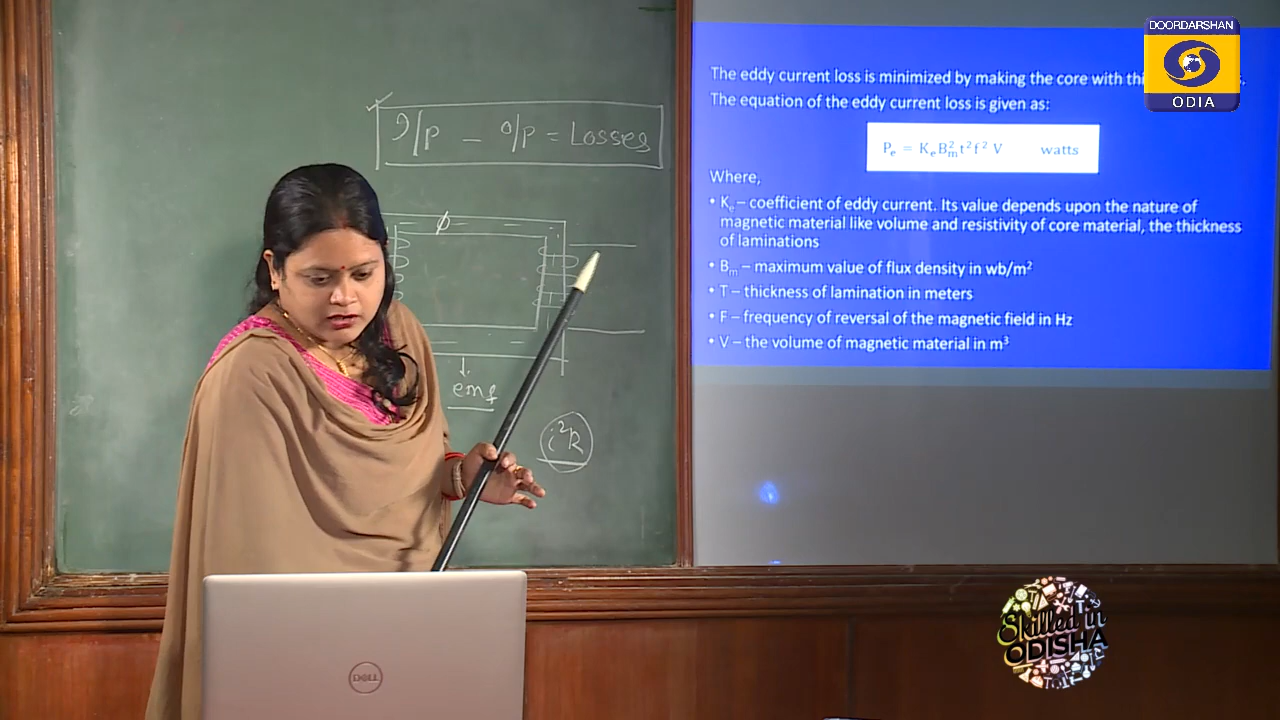 I/P - O/P = Losses
φ
emf
i²R
The eddy current loss is minimized by making the core with
The equation of the eddy current loss is given as:
Pₑ = KₑBₘ²t²f² V watts
Where,
• Kₑ – coefficient of eddy current. Its value depends upon the nature of
magnetic material like volume and resistivity of core material, the thickness
of laminations
• Bₘ – maximum value of flux density in wb/m²
• T – thickness of lamination in meters
• F – frequency of reversal of the magnetic field in Hz
• V – the volume of magnetic material in m³
DOORDARSHAN
ODIA
DELL
Skilled in
ODISHA